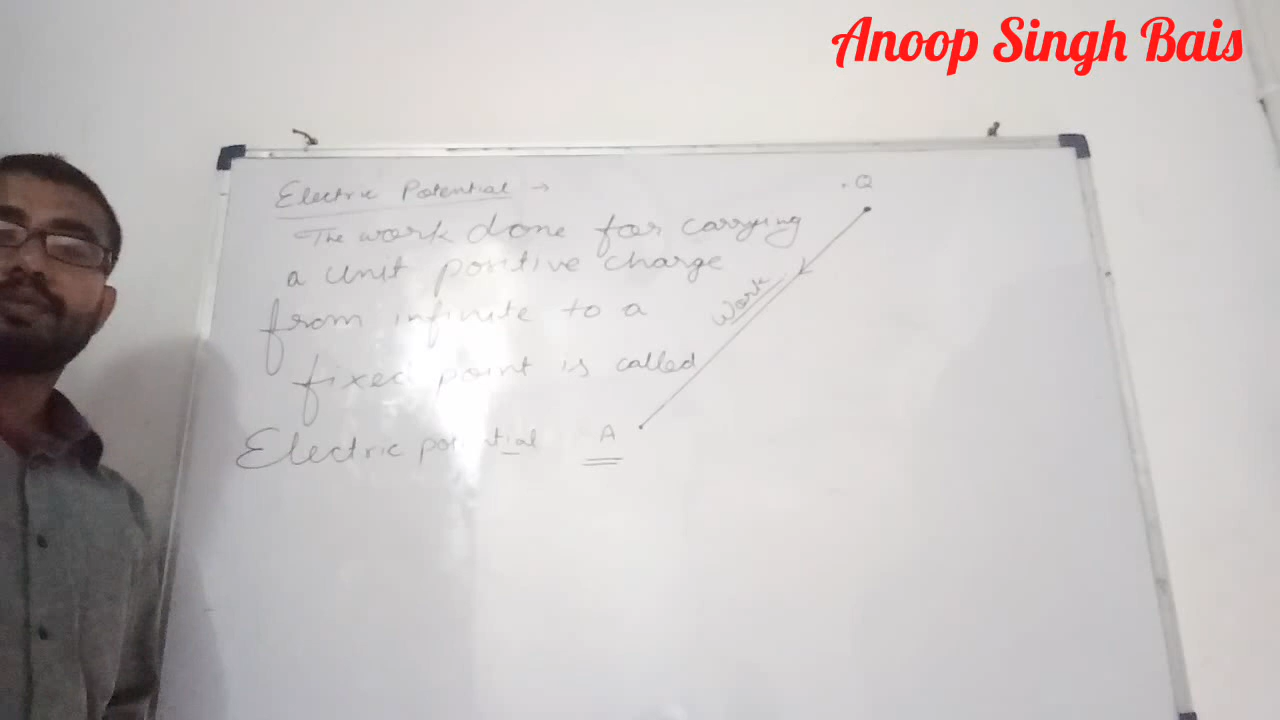 Anoop Singh Bais
Electric Potential →
The work done for carrying
a unit positive charge
from infinite to a
fixed point is called
Electric potential
.Q
Work
A